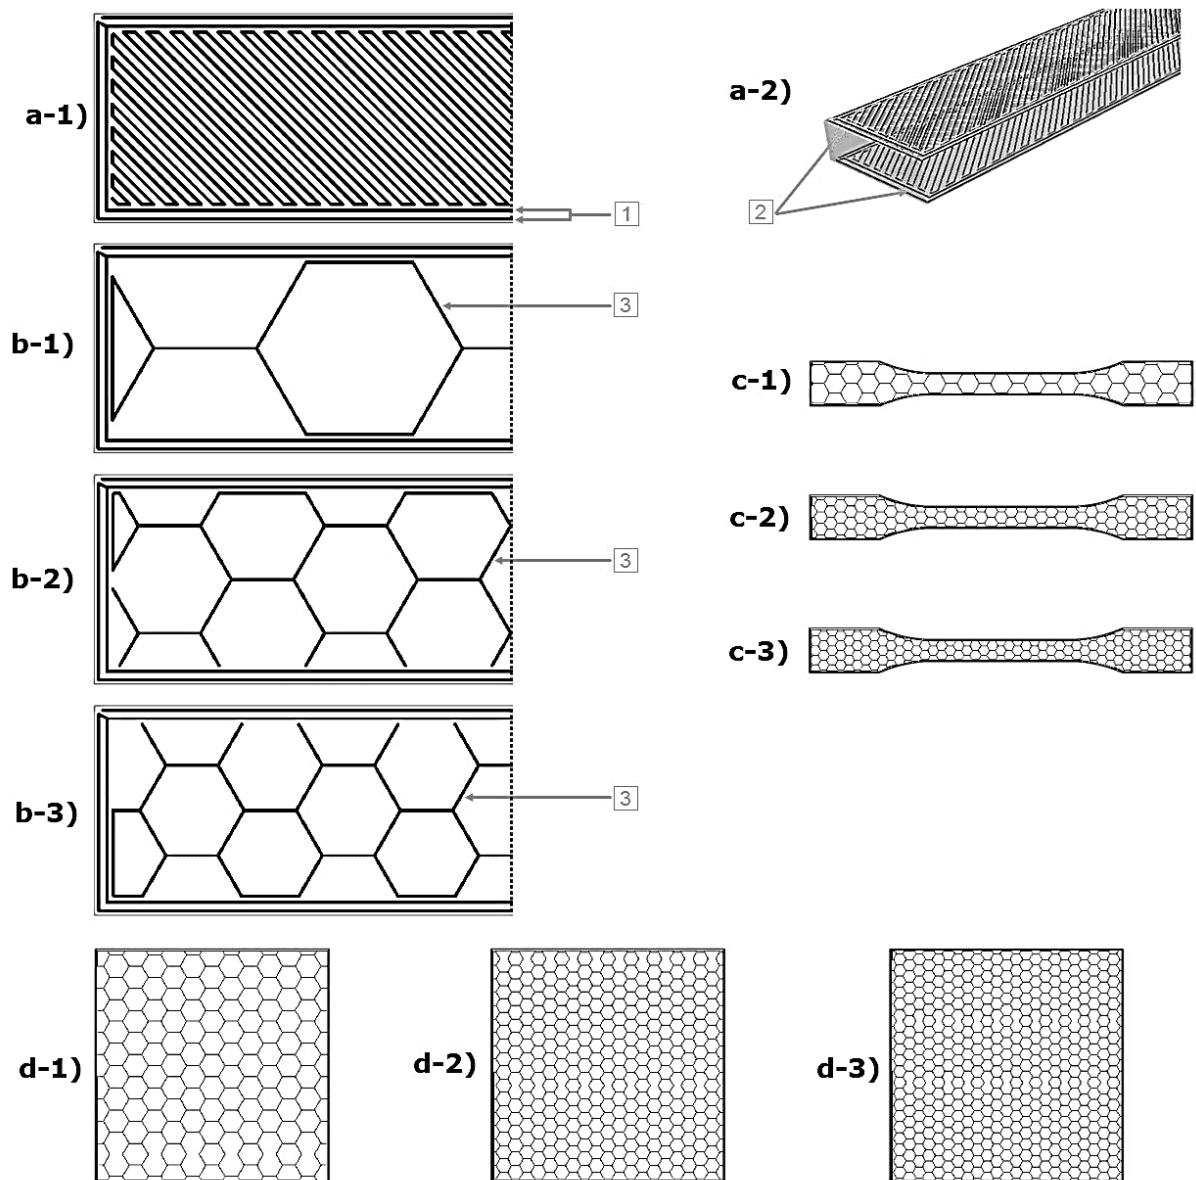 a-1)
a-2)
1
2
b-1)
3
c-1)
b-2)
3
c-2)
b-3)
3
c-3)
d-1)
d-2)
d-3)